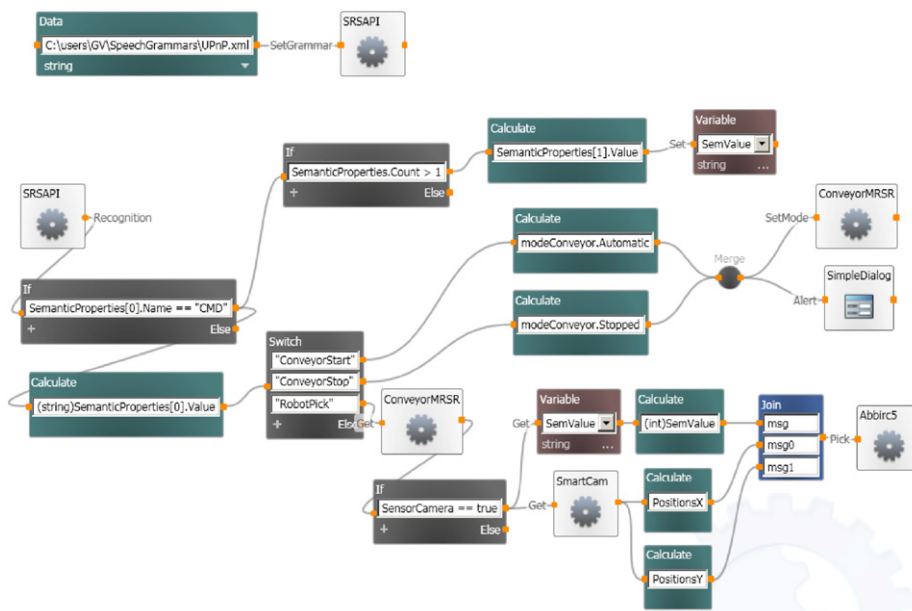 Data
C:\users\GV\SpeechGrammars\UPnP.xml
string
SetGrammar
SRSAPI
If
SemanticProperties.Count > 1
+
Else
Calculate
SemanticProperties[1].Value
Set
Variable
SemValue
string
...
SRSAPI
Recognition
If
SemanticProperties[0].Name == "CMD"
+
Else
Calculate
(string)SemanticProperties[0].Value
Switch
"ConveyorStart"
"ConveyorStop"
"RobotPick"
+
Else
Calculate
modeConveyor.Automatic
Calculate
modeConveyor.Stopped
Merge
SetMode
ConveyorMRSR
Alert
SimpleDialog
Get
ConveyorMRSR
If
SensorCamera == true
+
Else
Get
Variable
SemValue
string
...
Calculate
(int)SemValue
Get
SmartCam
Calculate
PositionsX
Calculate
PositionsY
Join
msg
msg0
msg1
Pick
Abbirc5